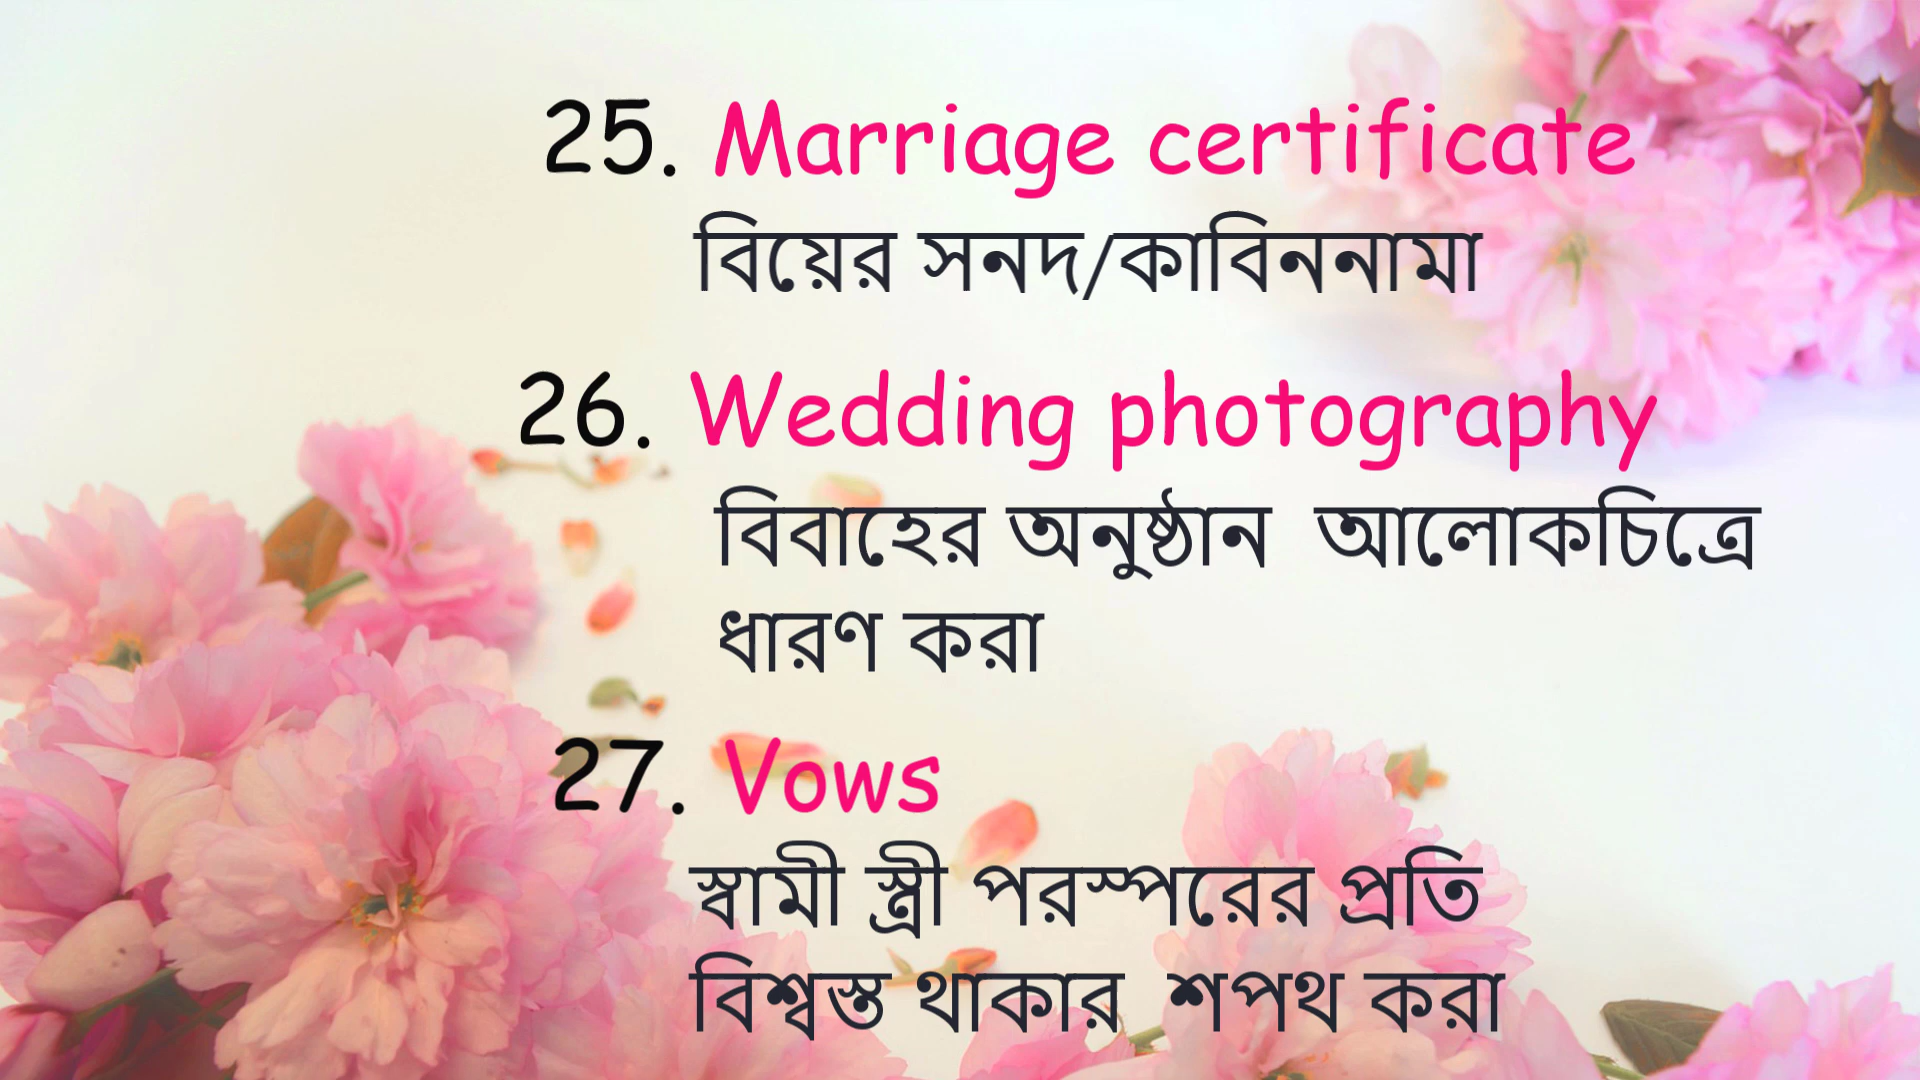 25. Marriage certificate
বিয়ের সনদ/কাবিননামা
26. Wedding photography
বিবাহের অনুষ্ঠান আলোকচিত্রে
ধারণ করা
27. Vows
স্বামী স্ত্রী পরস্পরের প্রতি
বিশ্বস্ত থাকার শপথ করা